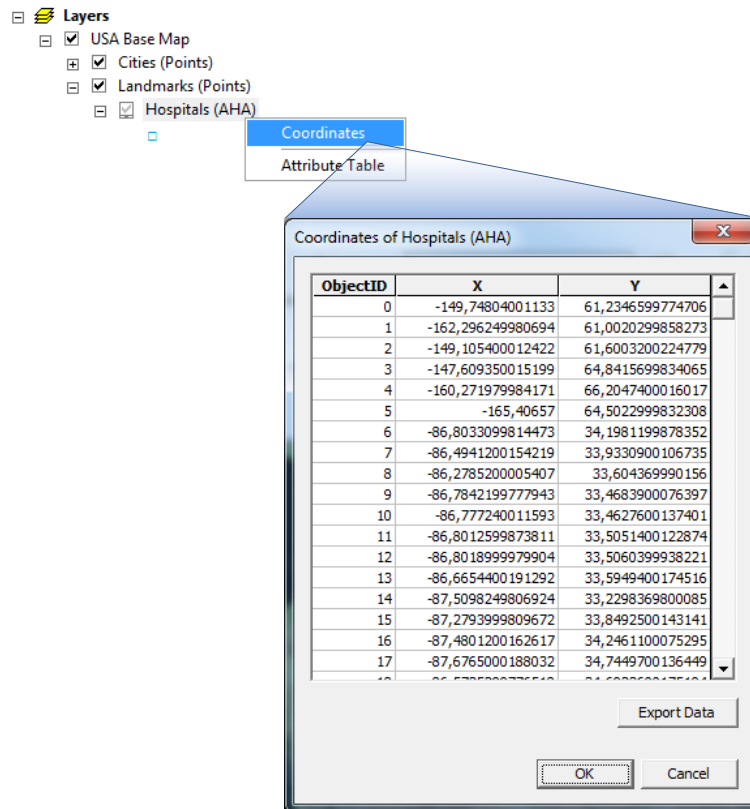 Layers
USA Base Map
Cities (Points)
Landmarks (Points)
Hospitals (AHA)
Coordinates
Attribute Table
Coordinates of Hospitals (AHA)
ObjectID X Y
0 -149,74804001133 61,2346599774706
1 -162,296249980694 61,0020299858273
2 -149,105400012422 61,6003200224779
3 -147,609350015199 64,8415699834065
4 -160,271979984171 66,2047400016017
5 -165,40657 64,5022999832308
6 -86,8033099814473 34,1981199878352
7 -86,4941200154219 33,9330900106735
8 -86,2785200005407 33,604369990156
9 -86,7842199777943 33,4683900076397
10 -86,777240011593 33,4627600137401
11 -86,8012599873811 33,5051400122874
12 -86,8018999979904 33,5060399938221
13 -86,6654400191292 33,5949400174516
14 -87,5098249806924 33,2298369800085
15 -87,2793999809672 33,8492500143141
16 -87,4801200162617 34,2461100075295
17 -87,6765000188032 34,7449700136449
Export Data
OK Cancel